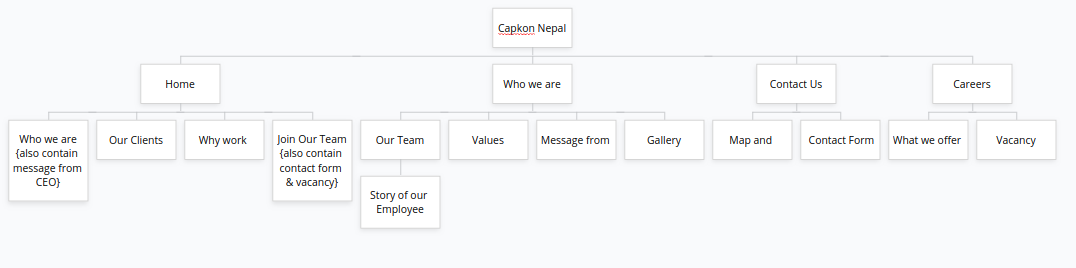 Capkon Nepal
Home
Who we are
Contact Us
Careers
Who we are
{also contain
message from
CEO}
Our Clients
Why work
Join Our Team
{also contain
contact form
& vacancy}
Our Team
Values
Message from
Gallery
Map and
Contact Form
What we offer
Vacancy
Story of our
Employee